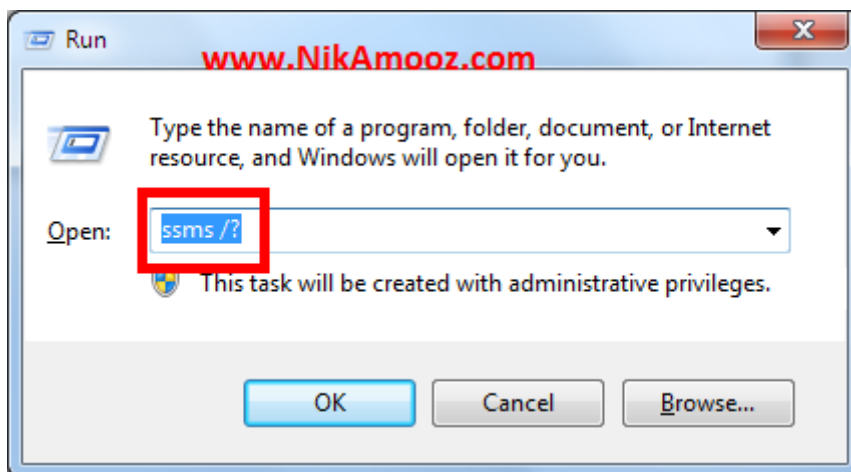 Run
www.NikAmooz.com
Type the name of a program, folder, document, or Internet
resource, and Windows will open it for you.
Open:
ssms /?
This task will be created with administrative privileges.
OK
Cancel
Browse...